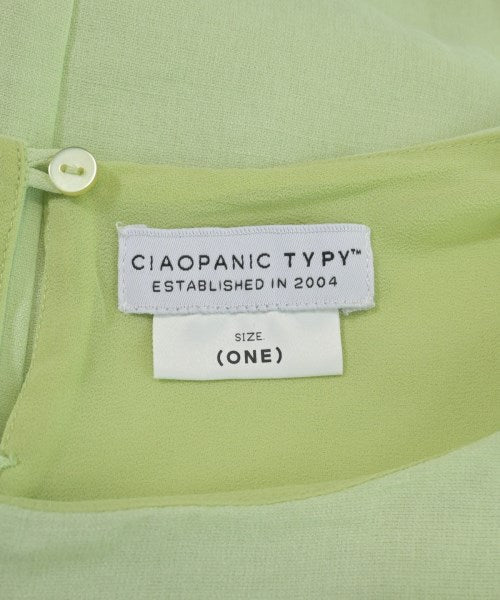 CIAOPANIC TYPY™
ESTABLISHED IN 2004
SIZE.
(ONE)